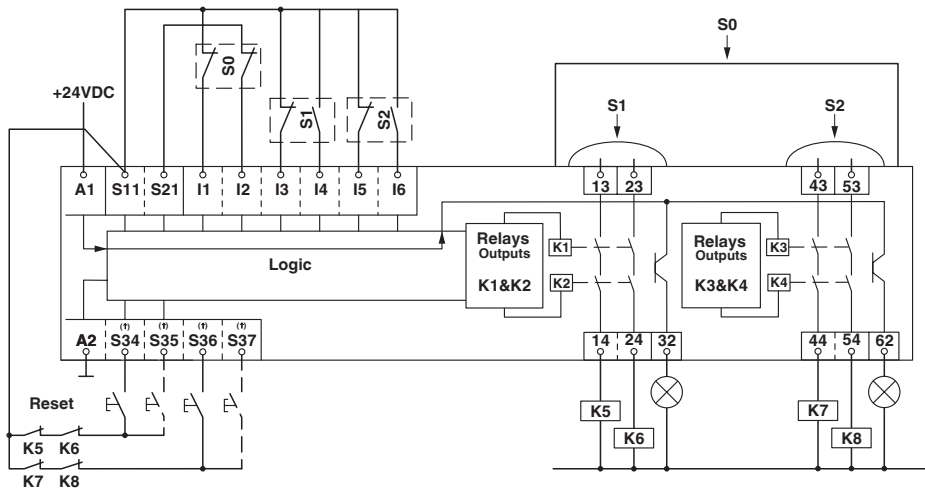 S0
S0
S1
S2
+24VDC
S1
S2
A1 S11 S21 I1 I2 I3 I4 I5 I6
13 23
43 53
Logic
Relays
Outputs
K1&K2
K1
K2
Relays
Outputs
K3&K4
K3
K4
(†) (†) (†) (†)
A2 S34 S35 S36 S37
14 24 32
44 54 62
Reset
K5 K6
K7 K8
K5
K6
K7
K8